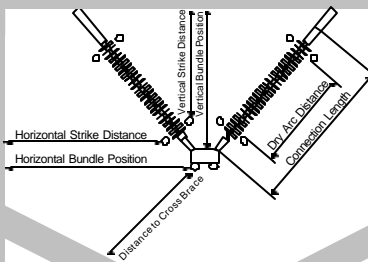 Vertical Strike Distance
Vertical Bundle Position
Dry Arc Distance
Connection Length
Horizontal Strike Distance
Horizontal Bundle Position
Distance to Cross Brace